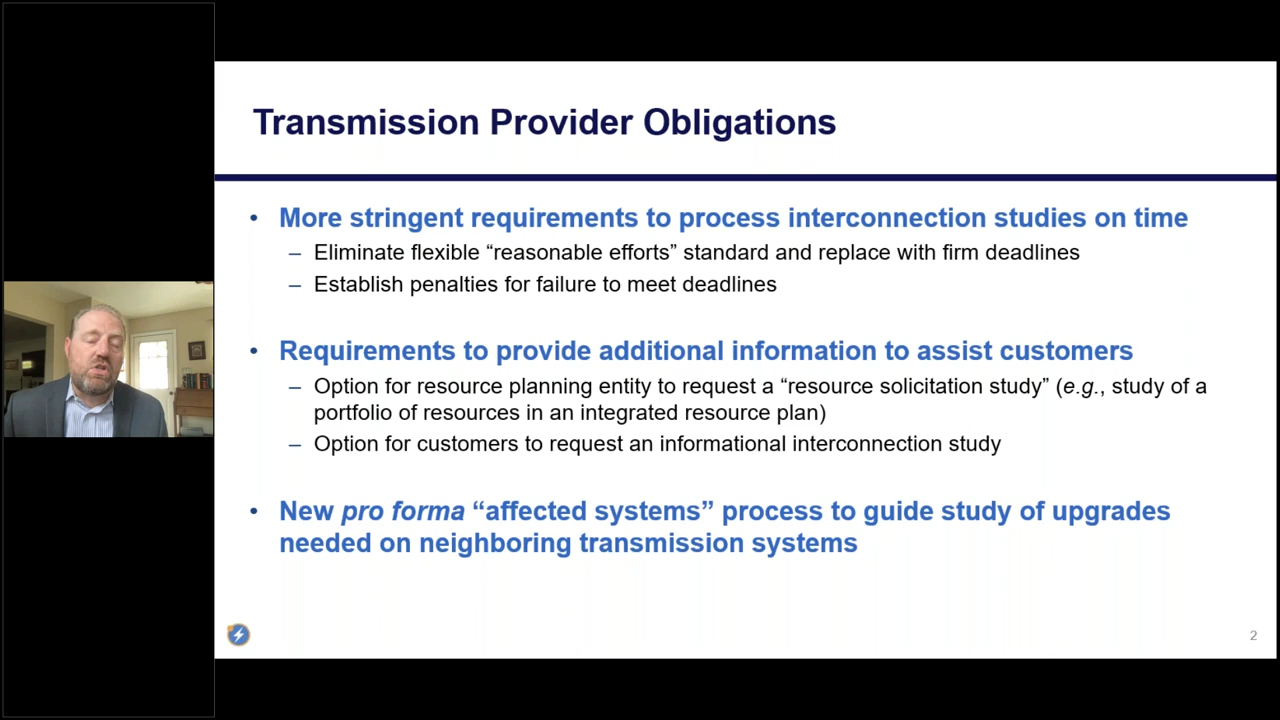 Transmission Provider Obligations
• More stringent requirements to process interconnection studies on time
– Eliminate flexible “reasonable efforts” standard and replace with firm deadlines
– Establish penalties for failure to meet deadlines
• Requirements to provide additional information to assist customers
– Option for resource planning entity to request a “resource solicitation study” (e.g., study of a
portfolio of resources in an integrated resource plan)
– Option for customers to request an informational interconnection study
• New pro forma “affected systems” process to guide study of upgrades
needed on neighboring transmission systems
2